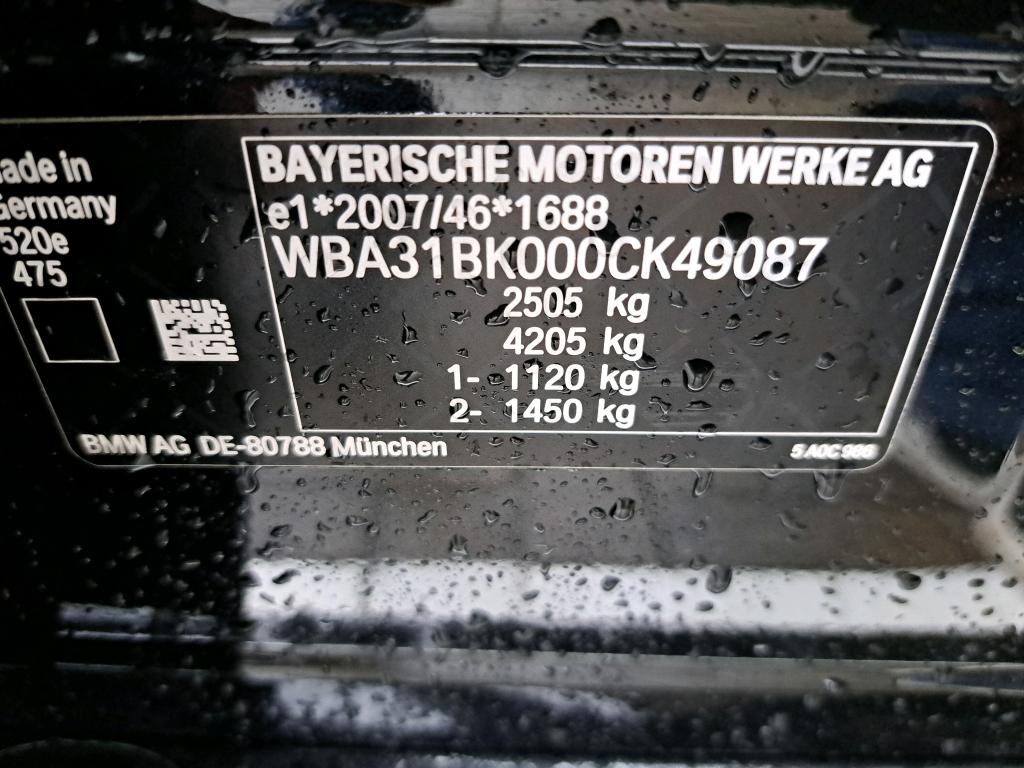 ade in
Germany
520e
475
BAYERISCHE MOTOREN WERKE AG
e1*2007/46*1688
WBA31BK000CK49087
2505 kg
4205 kg
1- 1120 kg
2- 1450 kg
BMW AG DE-80788 München
5 A0C 986